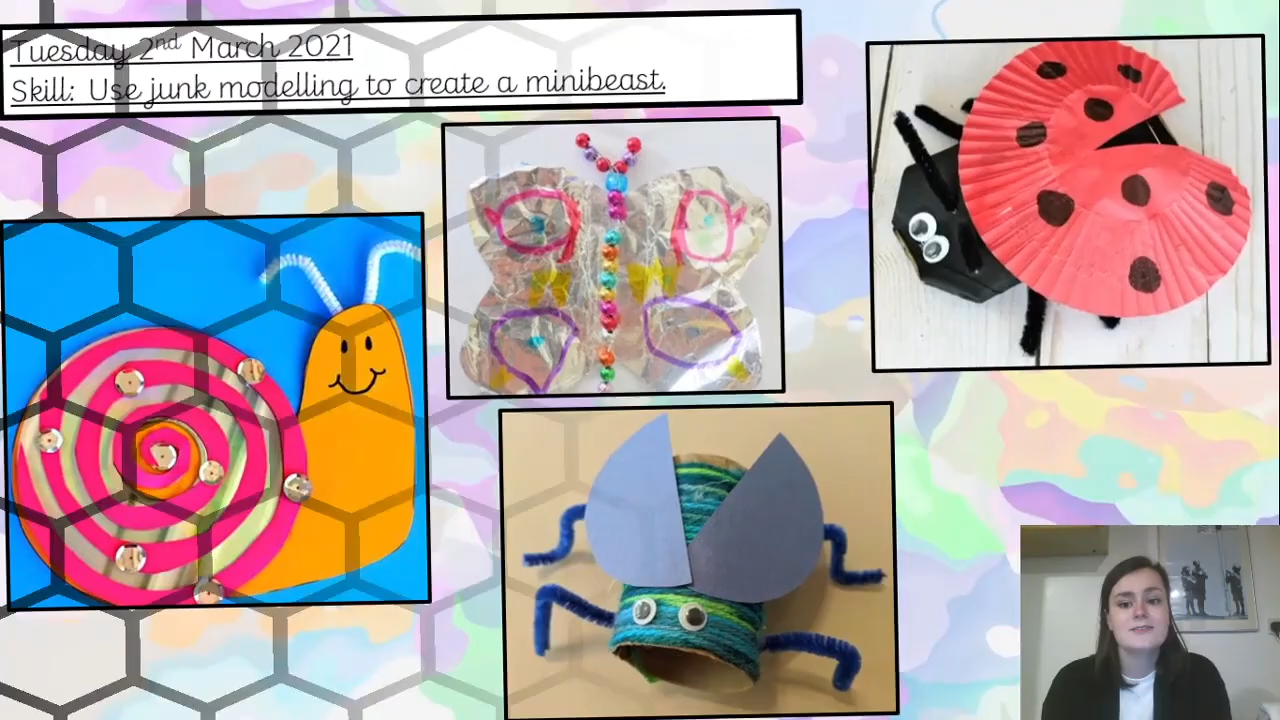 Tuesday 2nd March 2021
Skill: Use junk modelling to create a minibeast.